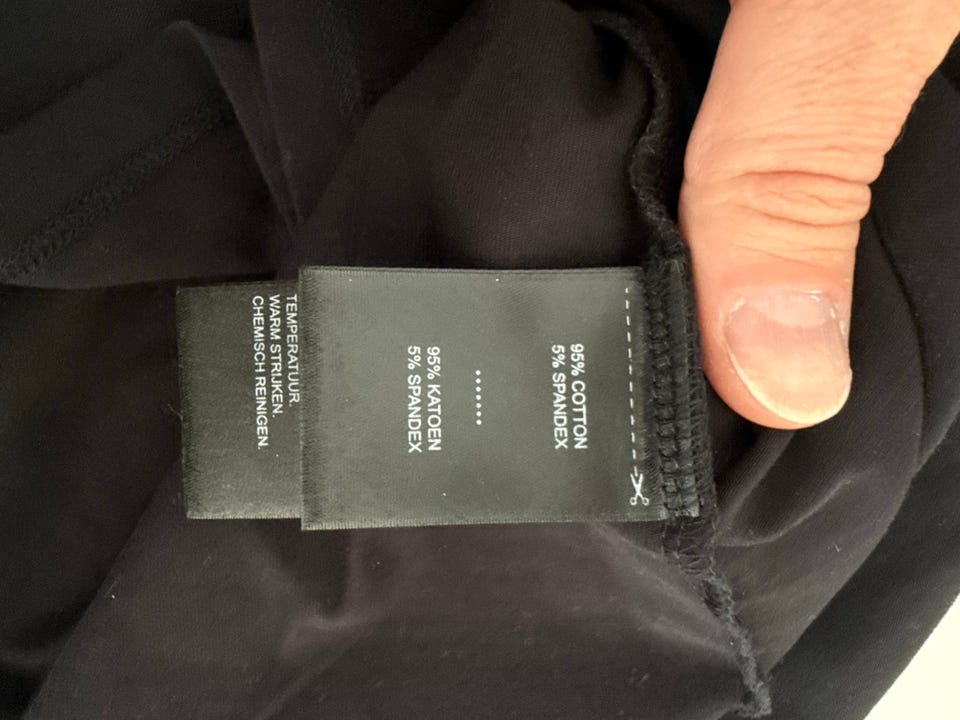 95% COTTON
5% SPANDEX
95% KATOEN
5% SPANDEX
TEMPERATUUR.
WARM STRIJKEN.
CHEMISCH REINIGEN.